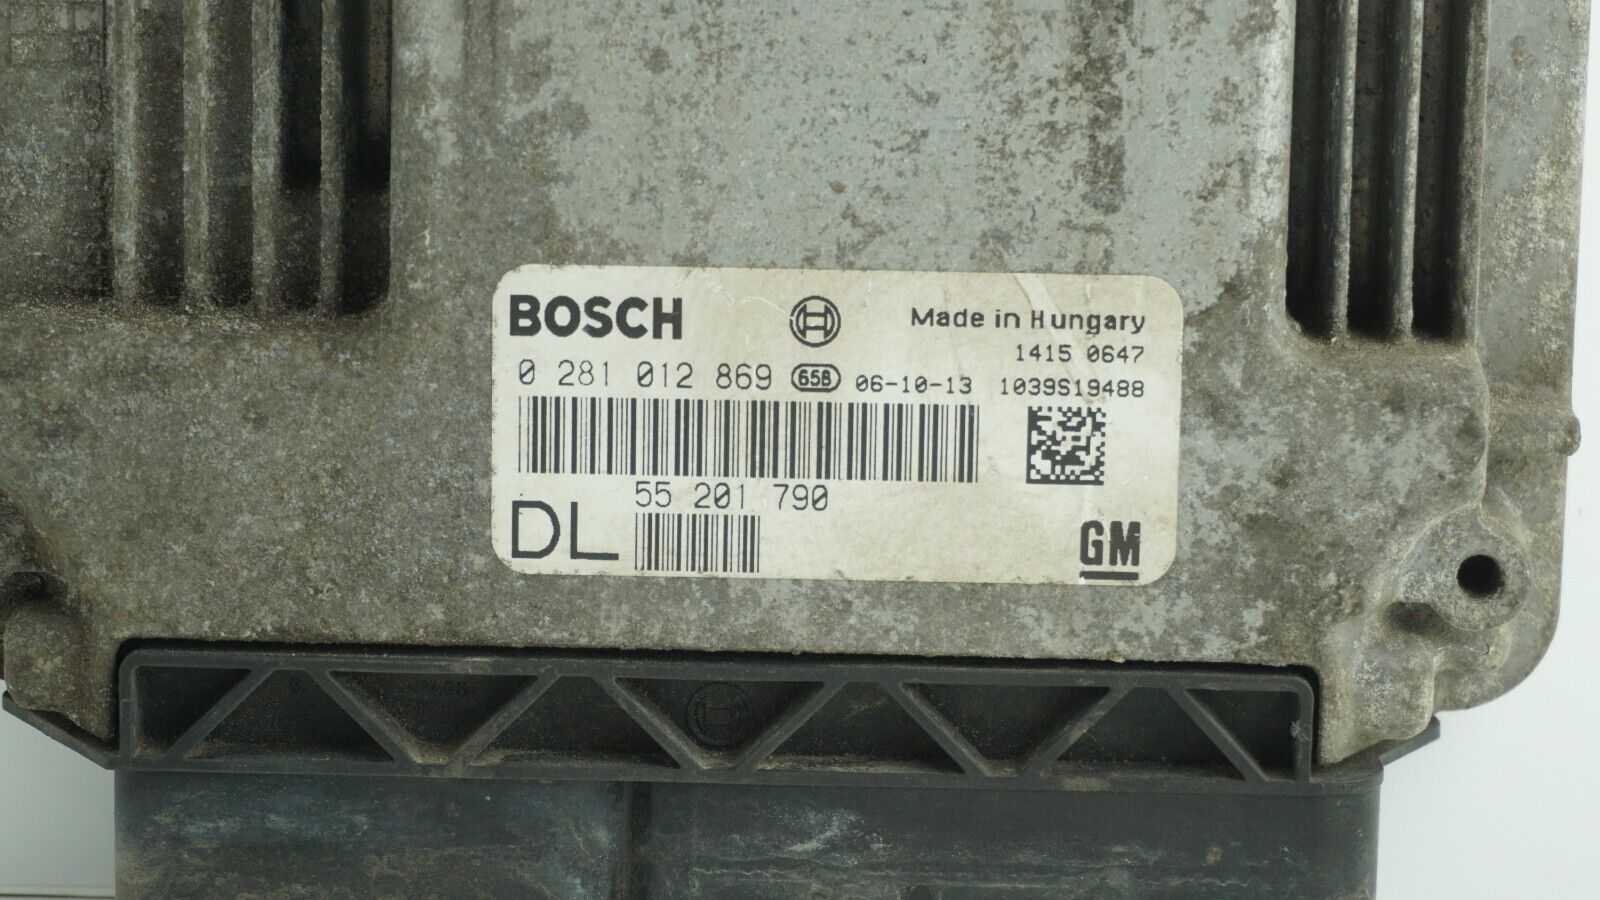 BOSCH
Made in Hungary
1415 0647
0 281 012 869 65B 06-10-13 1039S19488
55 201 790
DL
GM